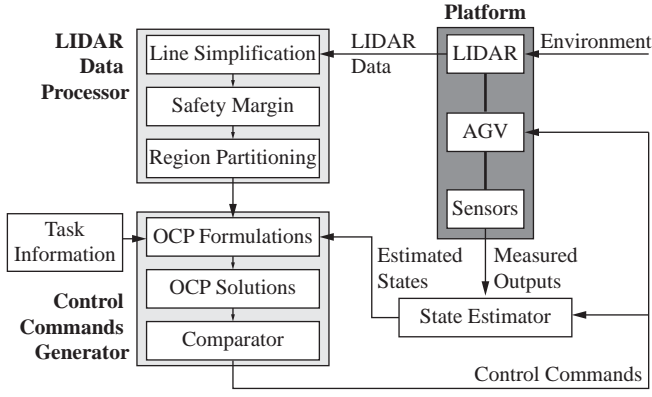 Platform
LIDAR
Data
Processor
Line Simplification
LIDAR
Data
LIDAR
Environment
Safety Margin
AGV
Region Partitioning
Sensors
Task
Information
OCP Formulations
Estimated
States
Measured
Outputs
OCP Solutions
Control
Commands
Generator
State Estimator
Comparator
Control Commands